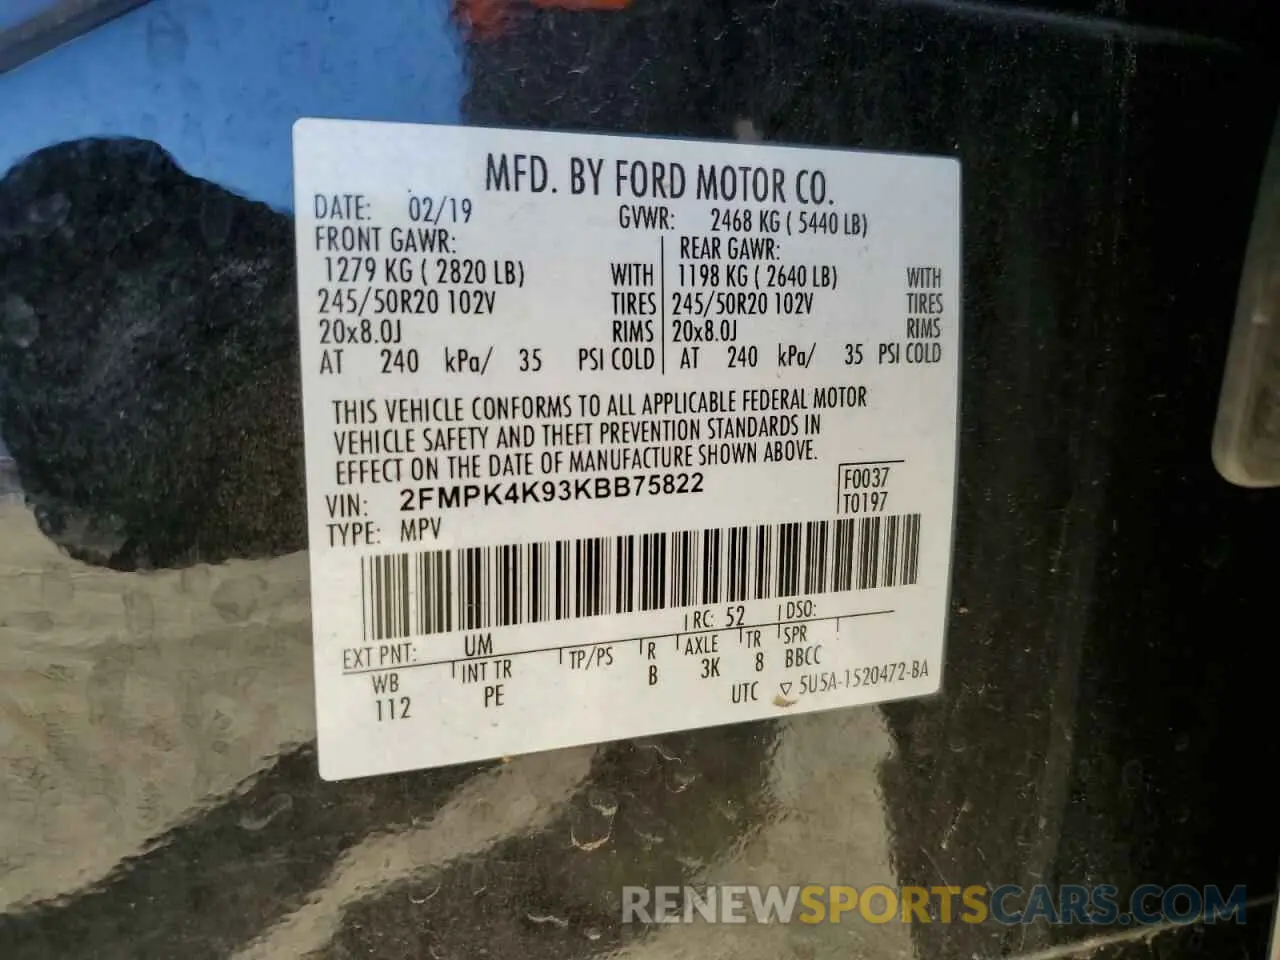 MFD. BY FORD MOTOR CO.
DATE: 02/19 GVWR: 2468 KG ( 5440 LB)
FRONT GAWR: REAR GAWR:
1279 KG ( 2820 LB) WITH 1198 KG ( 2640 LB) WITH
245/50R20 102V TIRES 245/50R20 102V TIRES
20x8.0J RIMS 20x8.0J RIMS
AT 240 kPa/ 35 PSI COLD AT 240 kPa/ 35 PSI COLD
THIS VEHICLE CONFORMS TO ALL APPLICABLE FEDERAL MOTOR
VEHICLE SAFETY AND THEFT PREVENTION STANDARDS IN
EFFECT ON THE DATE OF MANUFACTURE SHOWN ABOVE.
VIN: 2FMPK4K93KBB75822 F0037
TYPE: MPV T0197
EXT PNT: UM RC: 52 DSO:
WB INT TR TP/PS R AXLE TR SPR
112 PE B 3K 8 BBCC
UTC ▽ 5U5A-1520472-BA
RENEWSPORTSCARS.COM